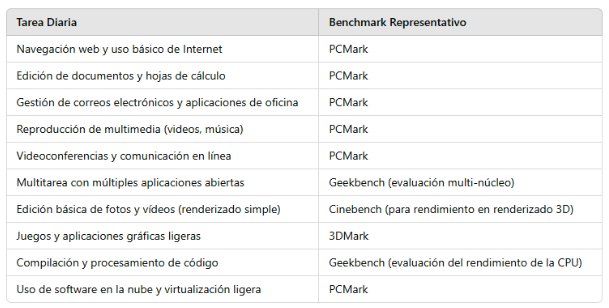 Tarea Diaria Benchmark Representativo
Navegación web y uso básico de Internet PCMark
Edición de documentos y hojas de cálculo PCMark
Gestión de correos electrónicos y aplicaciones de oficina PCMark
Reproducción de multimedia (videos, música) PCMark
Videoconferencias y comunicación en línea PCMark
Multitarea con múltiples aplicaciones abiertas Geekbench (evaluación multi-núcleo)
Edición básica de fotos y vídeos (renderizado simple) Cinebench (para rendimiento en renderizado 3D)
Juegos y aplicaciones gráficas ligeras 3DMark
Compilación y procesamiento de código Geekbench (evaluación del rendimiento de la CPU)
Uso de software en la nube y virtualización ligera PCMark